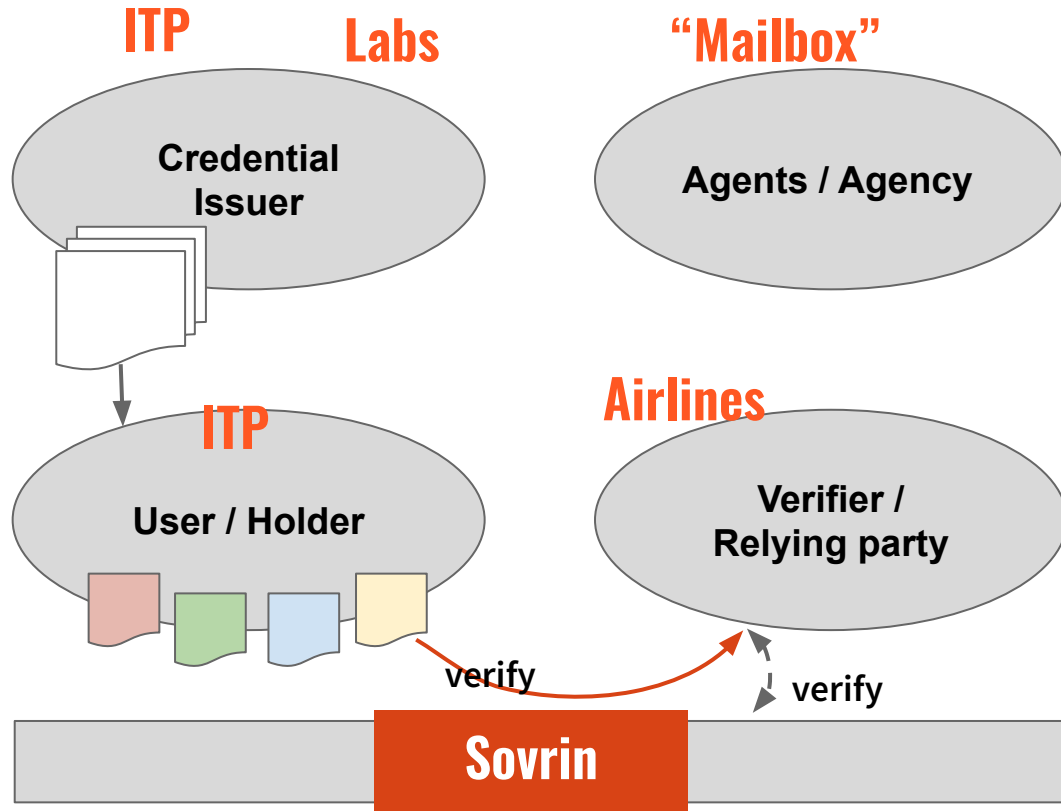 ITP
Labs
“Mailbox”
Credential
Issuer
Agents / Agency
ITP
Airlines
User / Holder
Verifier /
Relying party
verify
verify
Sovrin